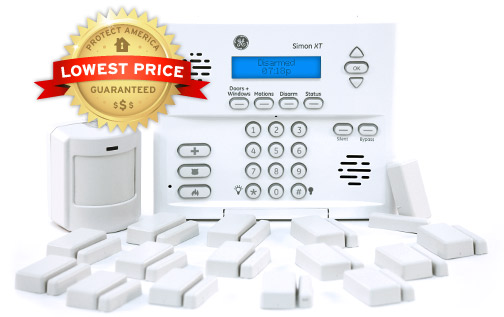 PROTECT AMERICA
LOWEST PRICE
GUARANTEED
$$$
GE
Simon XT
Disarmed
07:18p
OK
Doors +
Windows
Motions
Disarm
Status
1
2
3
4
5
6
7
8
9
*
0
#
Silent
Bypass